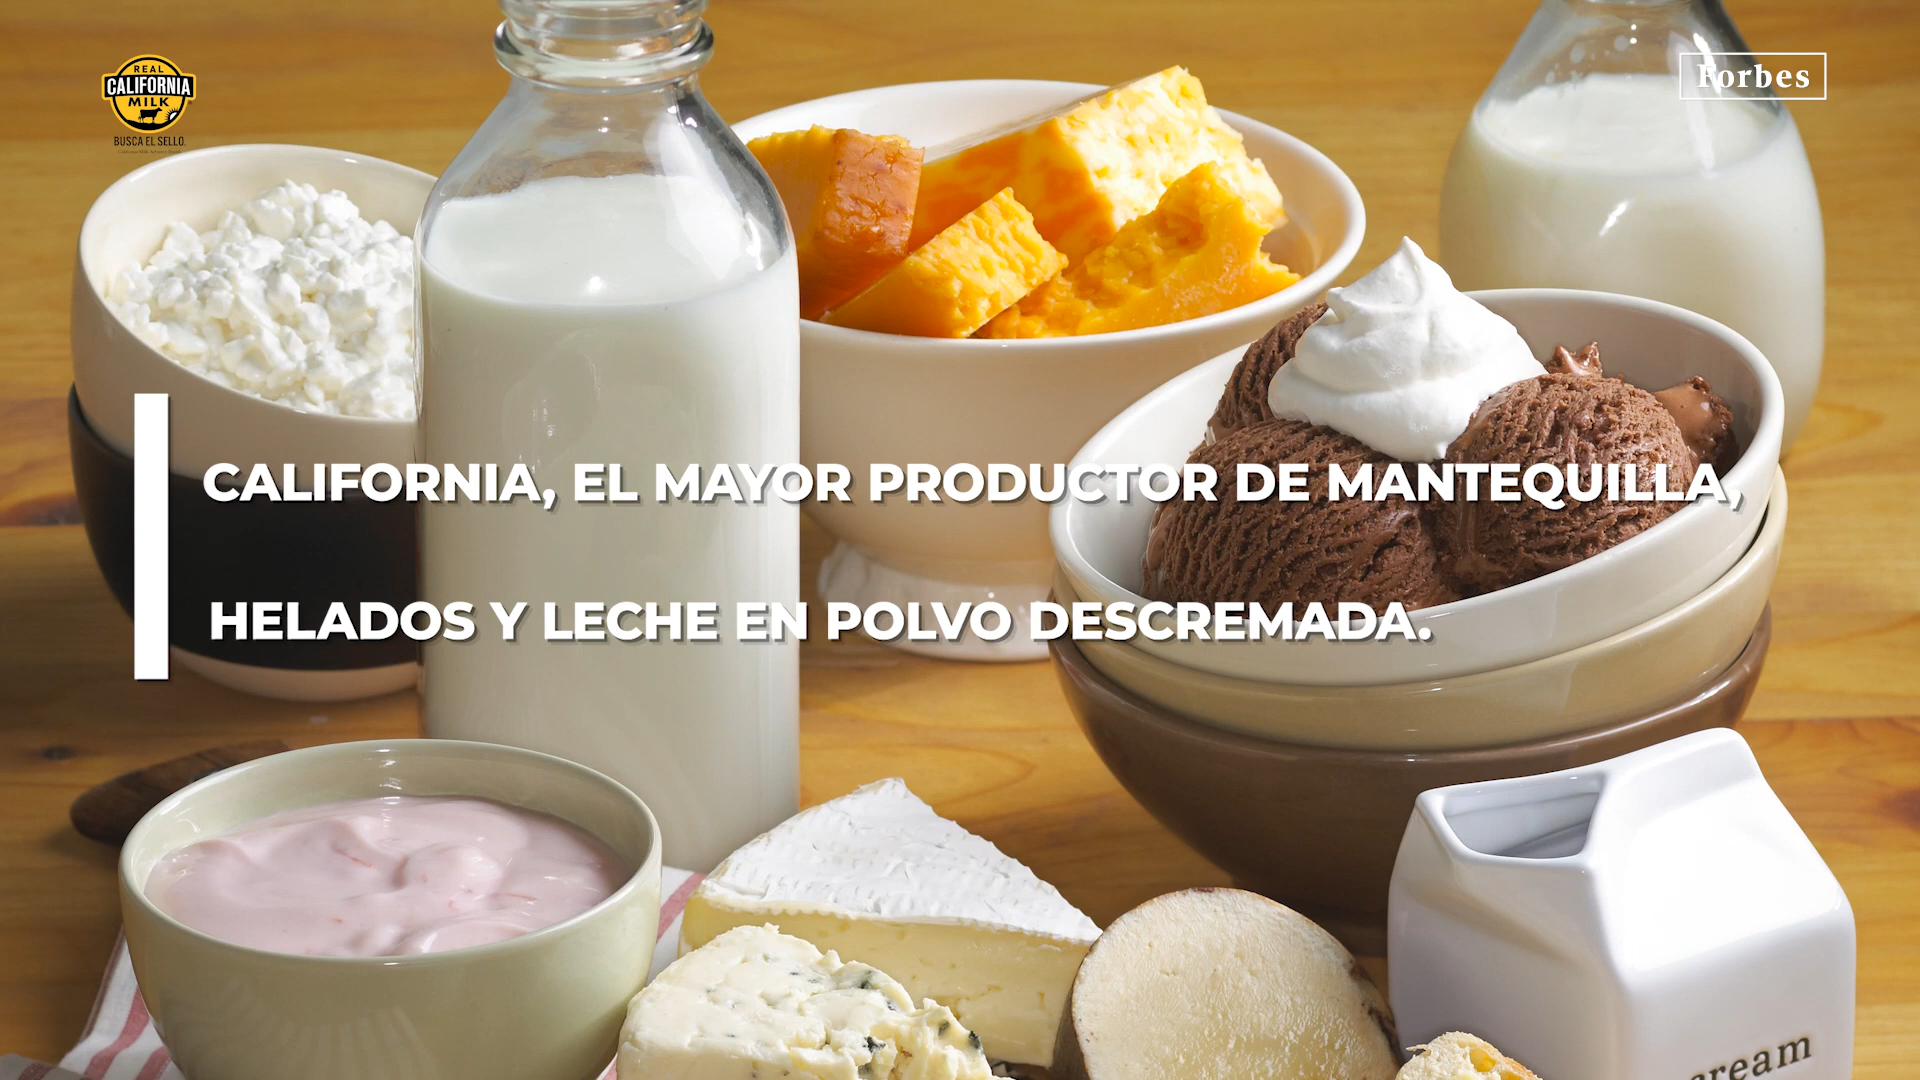 REAL
CALIFORNIA
MILK
BUSCA EL SELLO.
Forbes
CALIFORNIA, EL MAYOR PRODUCTOR DE MANTEQUILLA,
HELADOS Y LECHE EN POLVO DESCREMADA.
cream